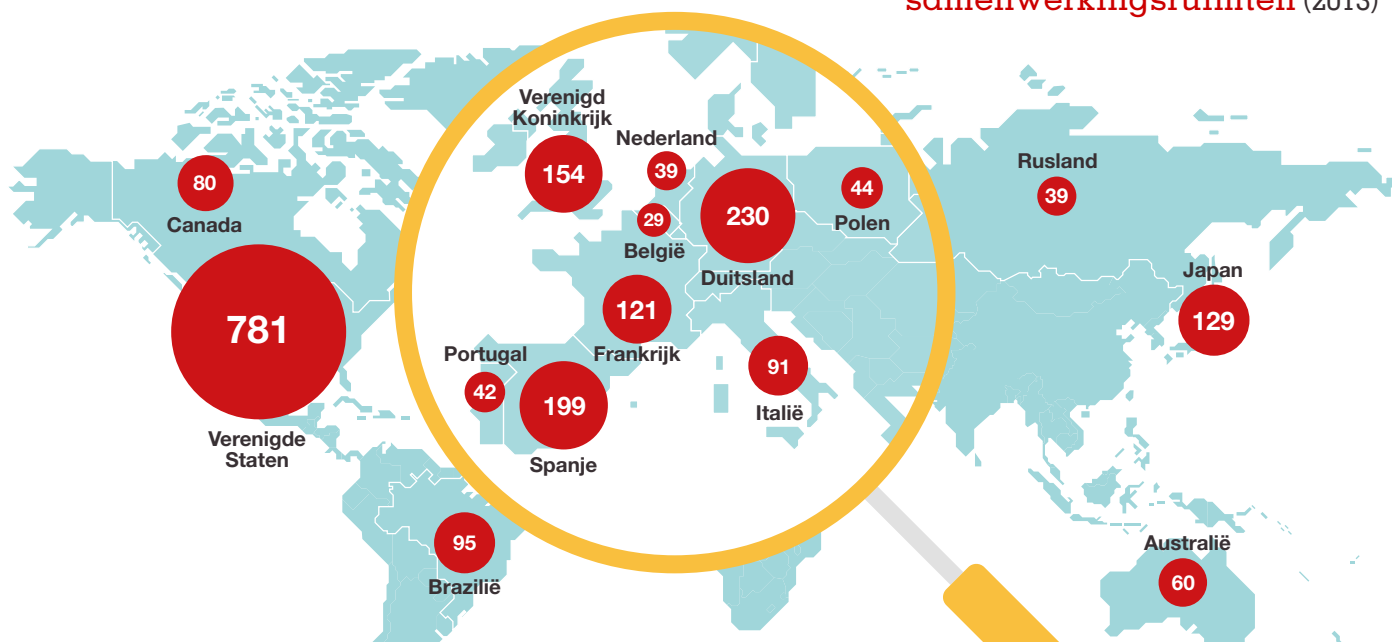 samenwerkingsruimten (2013)
Verenigd
Koninkrijk
154
Nederland
39
29
België
230
Duitsland
44
Polen
Rusland
39
80
Canada
781
Verenigde
Staten
Japan
129
121
Frankrijk
Portugal
42
199
Spanje
91
Italië
95
Brazilië
Australië
60